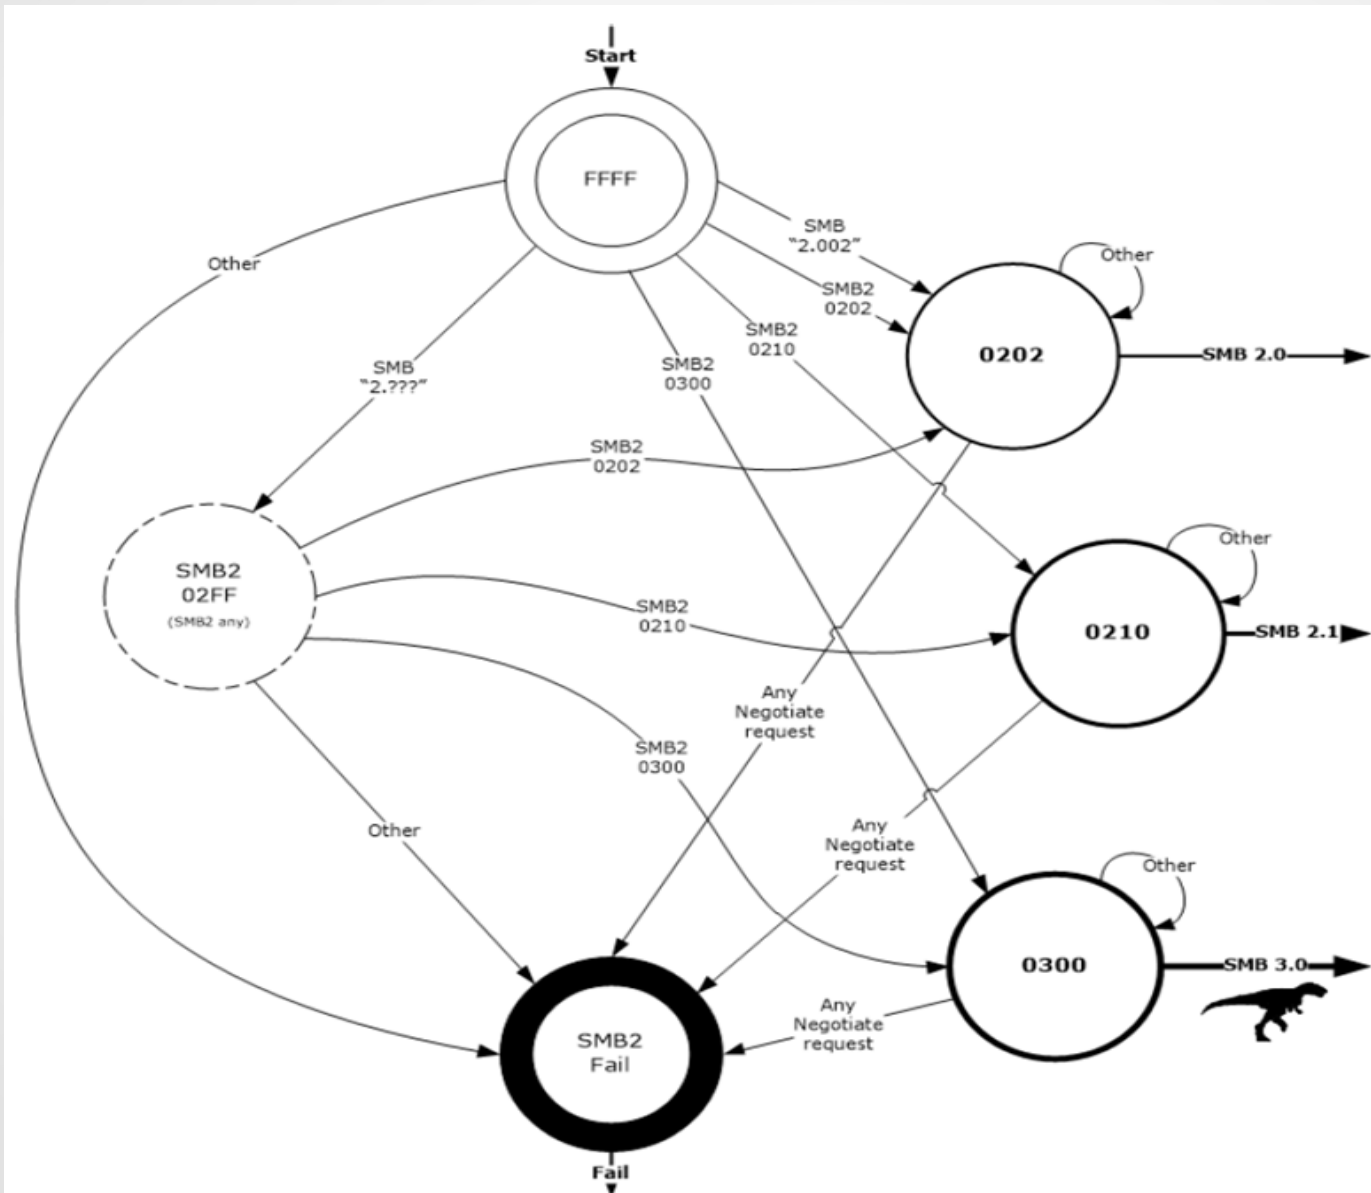 Start
FFFF
SMB
“2.002”
Other
Other
SMB2
0202
SMB2
0210
0202
SMB 2.0
SMB2
0300
SMB
“2.???”
SMB2
0202
Other
SMB2
02FF
(SMB2 any)
SMB2
0210
0210
SMB 2.1
Any
Negotiate
request
SMB2
0300
Other
Any
Negotiate
request
Other
0300
SMB 3.0
Any
Negotiate
request
SMB2
Fail
Fail